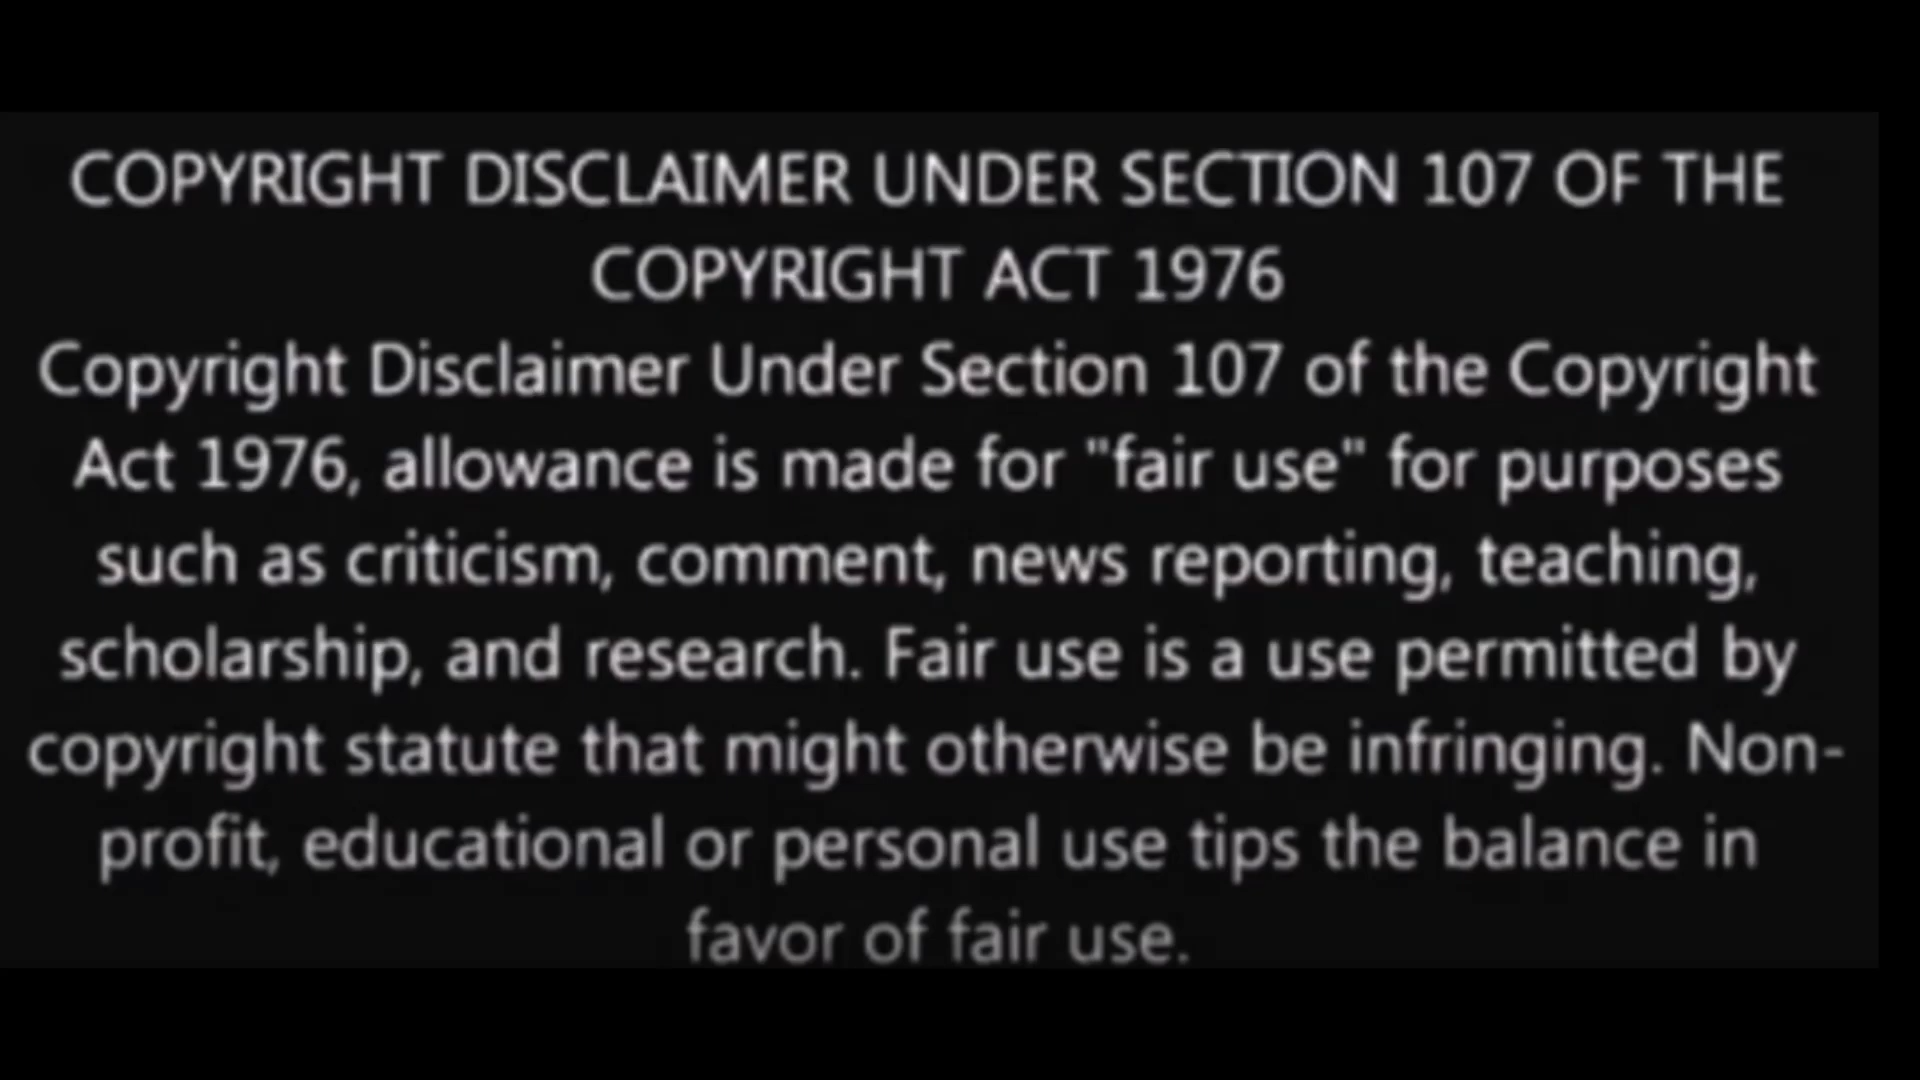 COPYRIGHT DISCLAIMER UNDER SECTION 107 OF THE
COPYRIGHT ACT 1976
Copyright Disclaimer Under Section 107 of the Copyright
Act 1976, allowance is made for "fair use" for purposes
such as criticism, comment, news reporting, teaching,
scholarship, and research. Fair use is a use permitted by
copyright statute that might otherwise be infringing. Non-
profit, educational or personal use tips the balance in
favor of fair use.